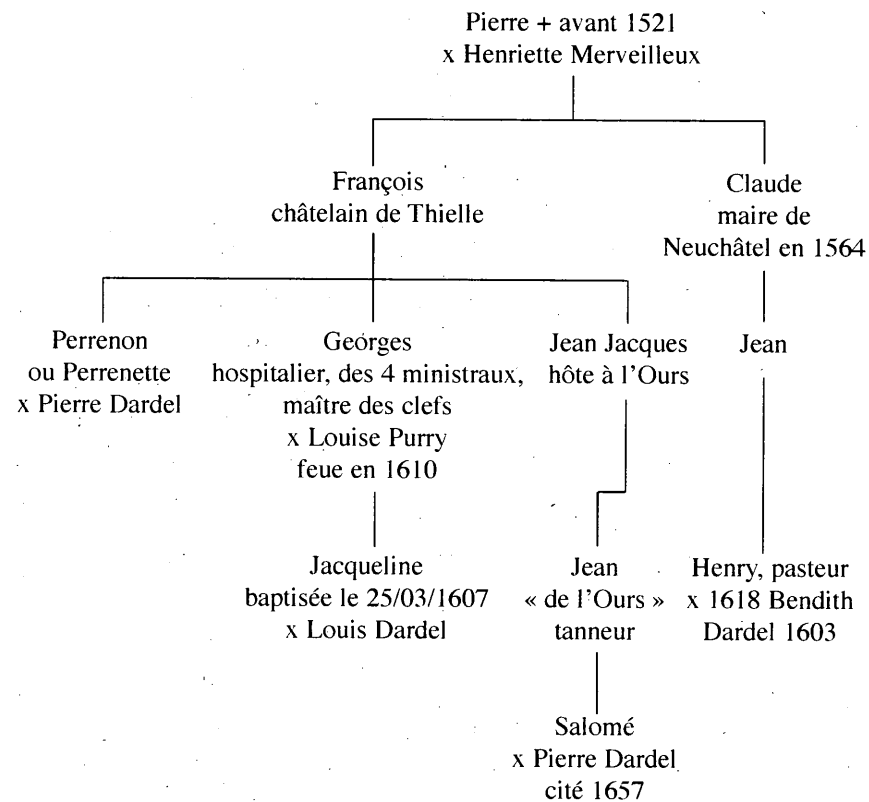 Pierre + avant 1521
x Henriette Merveilleux
François
châtelain de Thielle
Claude
maire de
Neuchâtel en 1564
Perrenon
ou Perrenette
x Pierre Dardel
Georges
hospitalier, des 4 ministraux,
maître des clefs
x Louise Purry
feue en 1610
Jean Jacques
hôte à l'Ours
Jean
Jacqueline
baptisée le 25/03/1607
x Louis Dardel
Jean
« de l'Ours »
tanneur
Henry, pasteur
x 1618 Bendith
Dardel 1603
Salomé
x Pierre Dardel
cité 1657